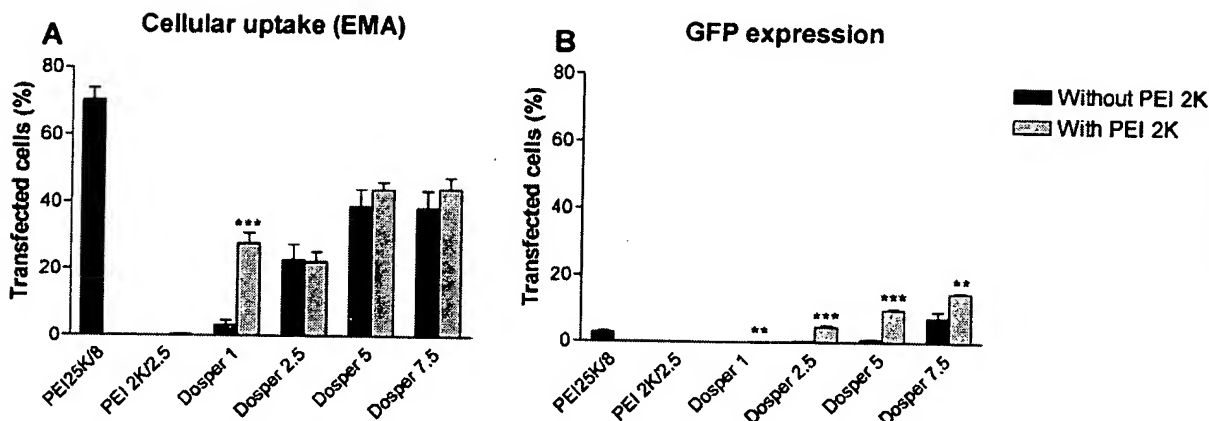 A
Cellular uptake (EMA)
Transfected cells (%)
80
60
40
20
0
***
PEI25K/8
PEI 2K/2.5
Dosper 1
Dosper 2.5
Dosper 5
Dosper 7.5
B
GFP expression
Transfected cells (%)
80
60
40
20
0
**
***
***
**
PEI25K/8
PEI 2K/2.5
Dosper 1
Dosper 2.5
Dosper 5
Dosper 7.5
Without PEI 2K
With PEI 2K